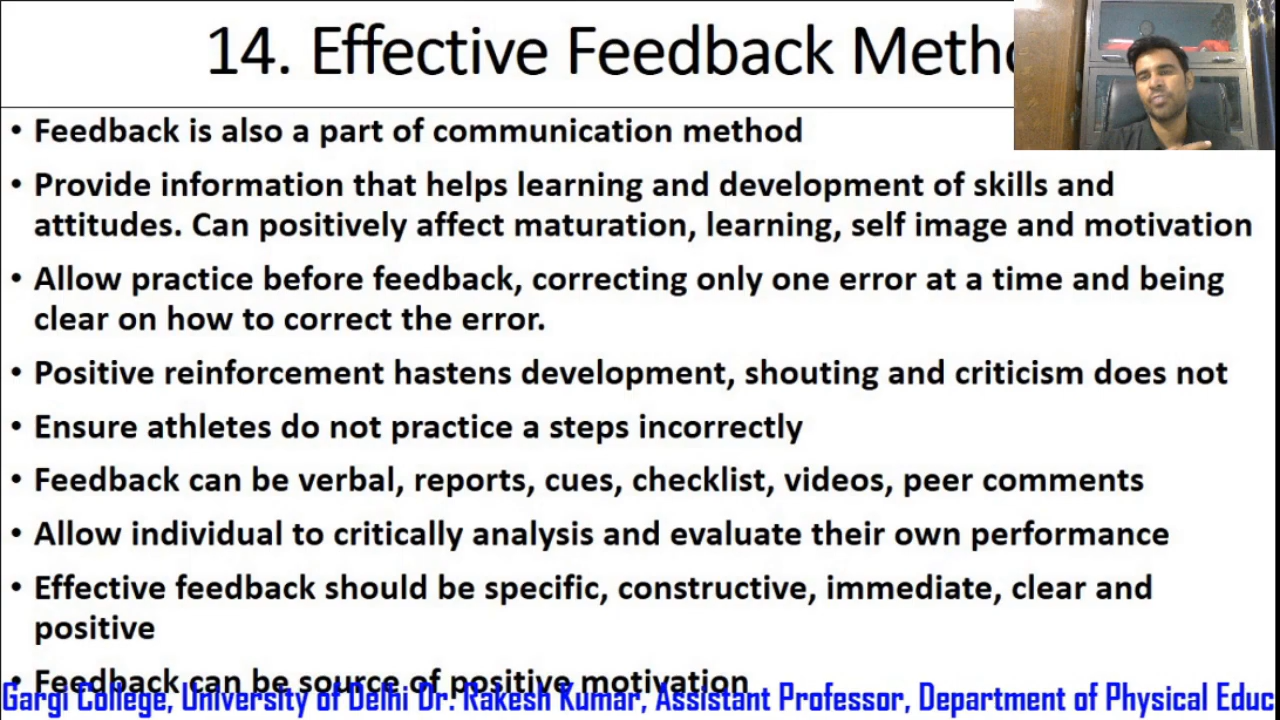 14. Effective Feedback Metho
• Feedback is also a part of communication method
• Provide information that helps learning and development of skills and
attitudes. Can positively affect maturation, learning, self image and motivation
• Allow practice before feedback, correcting only one error at a time and being
clear on how to correct the error.
• Positive reinforcement hastens development, shouting and criticism does not
• Ensure athletes do not practice a steps incorrectly
• Feedback can be verbal, reports, cues, checklist, videos, peer comments
• Allow individual to critically analysis and evaluate their own performance
• Effective feedback should be specific, constructive, immediate, clear and
positive
• Feedback can be source of positive motivation
Gargi College, University of Delhi Dr. Rakesh Kumar, Assistant Professor, Department of Physical Educ